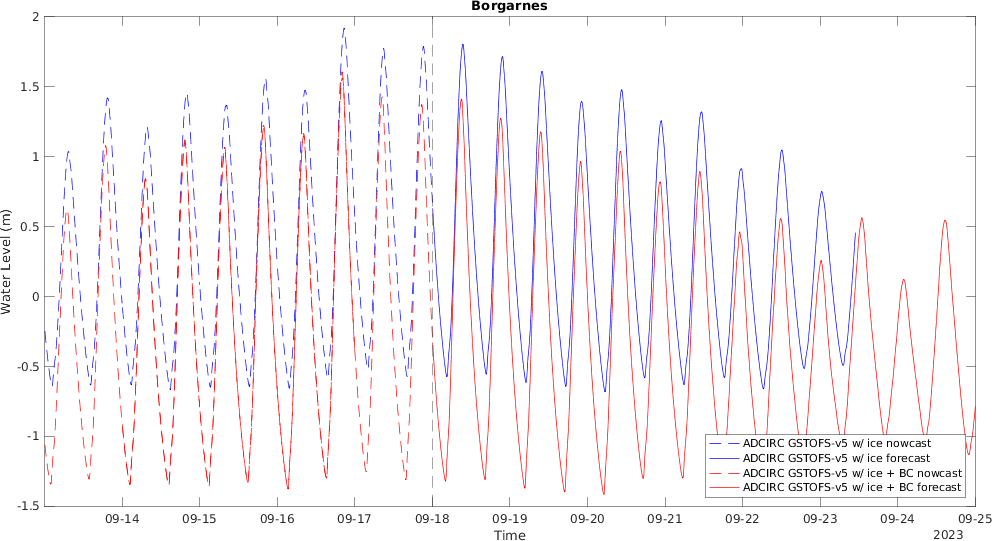 Borgarnes
2
1.5
1
0.5
0
-0.5
-1
-1.5
Water Level (m)
ADCIRC GSTOFS-v5 w/ ice nowcast
ADCIRC GSTOFS-v5 w/ ice forecast
ADCIRC GSTOFS-v5 w/ ice + BC nowcast
ADCIRC GSTOFS-v5 w/ ice + BC forecast
09-14 09-15 09-16 09-17 09-18 09-19 09-20 09-21 09-22 09-23 09-24 09-25
Time
2023